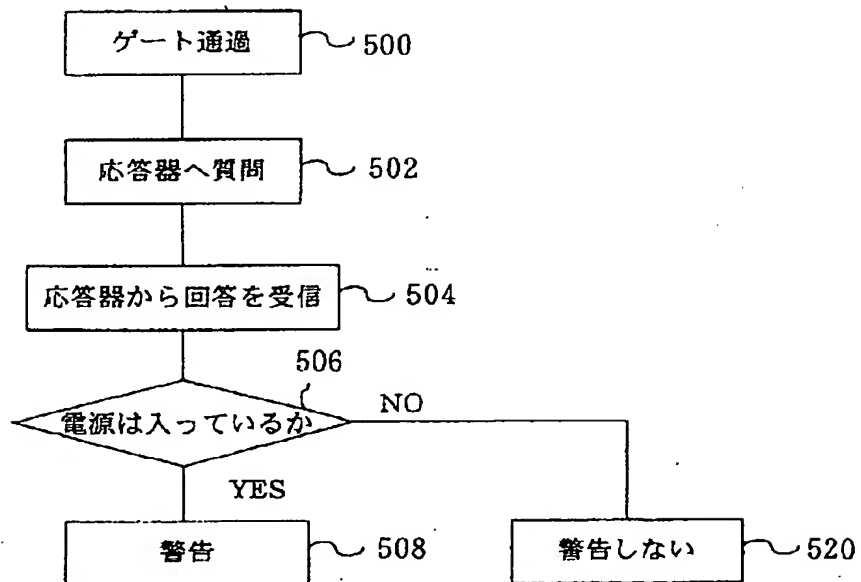 ゲート通過 500
応答器へ質問 502
応答器から回答を受信 504
506
電源は入っているか NO
YES
警告 508 警告しない 520